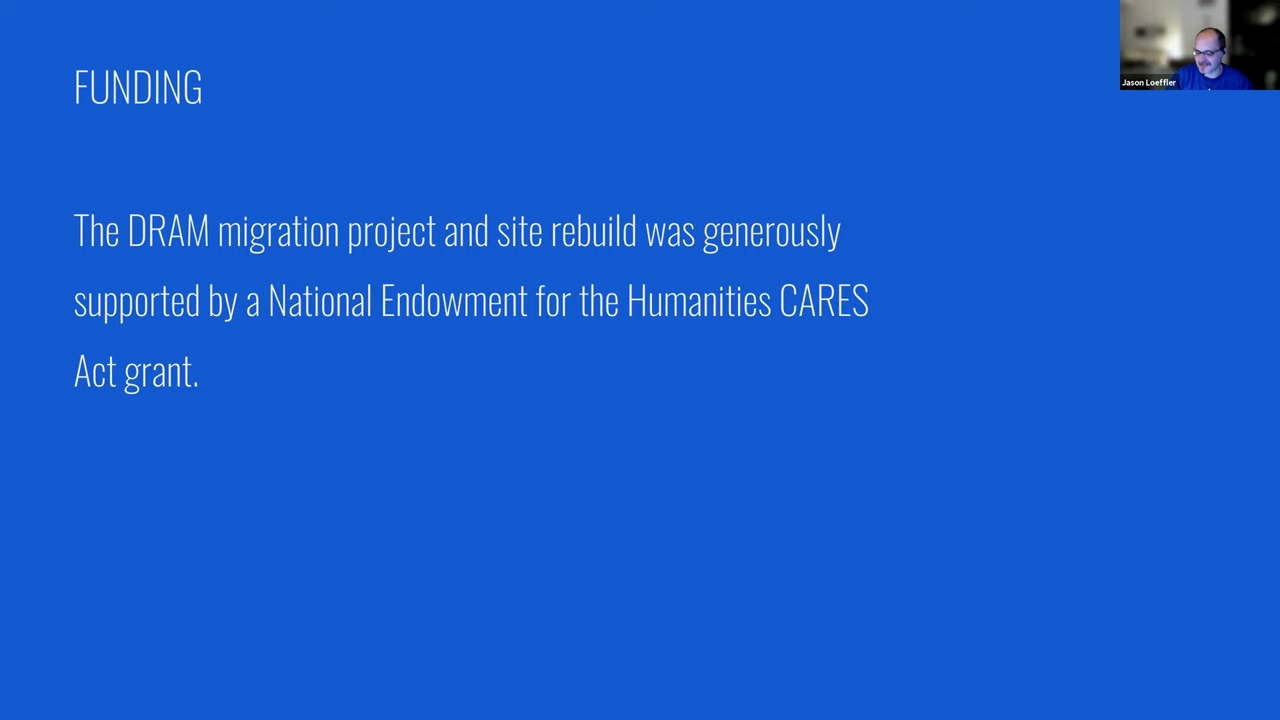 FUNDING
Jason Loeffler
The DRAM migration project and site rebuild was generously
supported by a National Endowment for the Humanities CARES
Act grant.